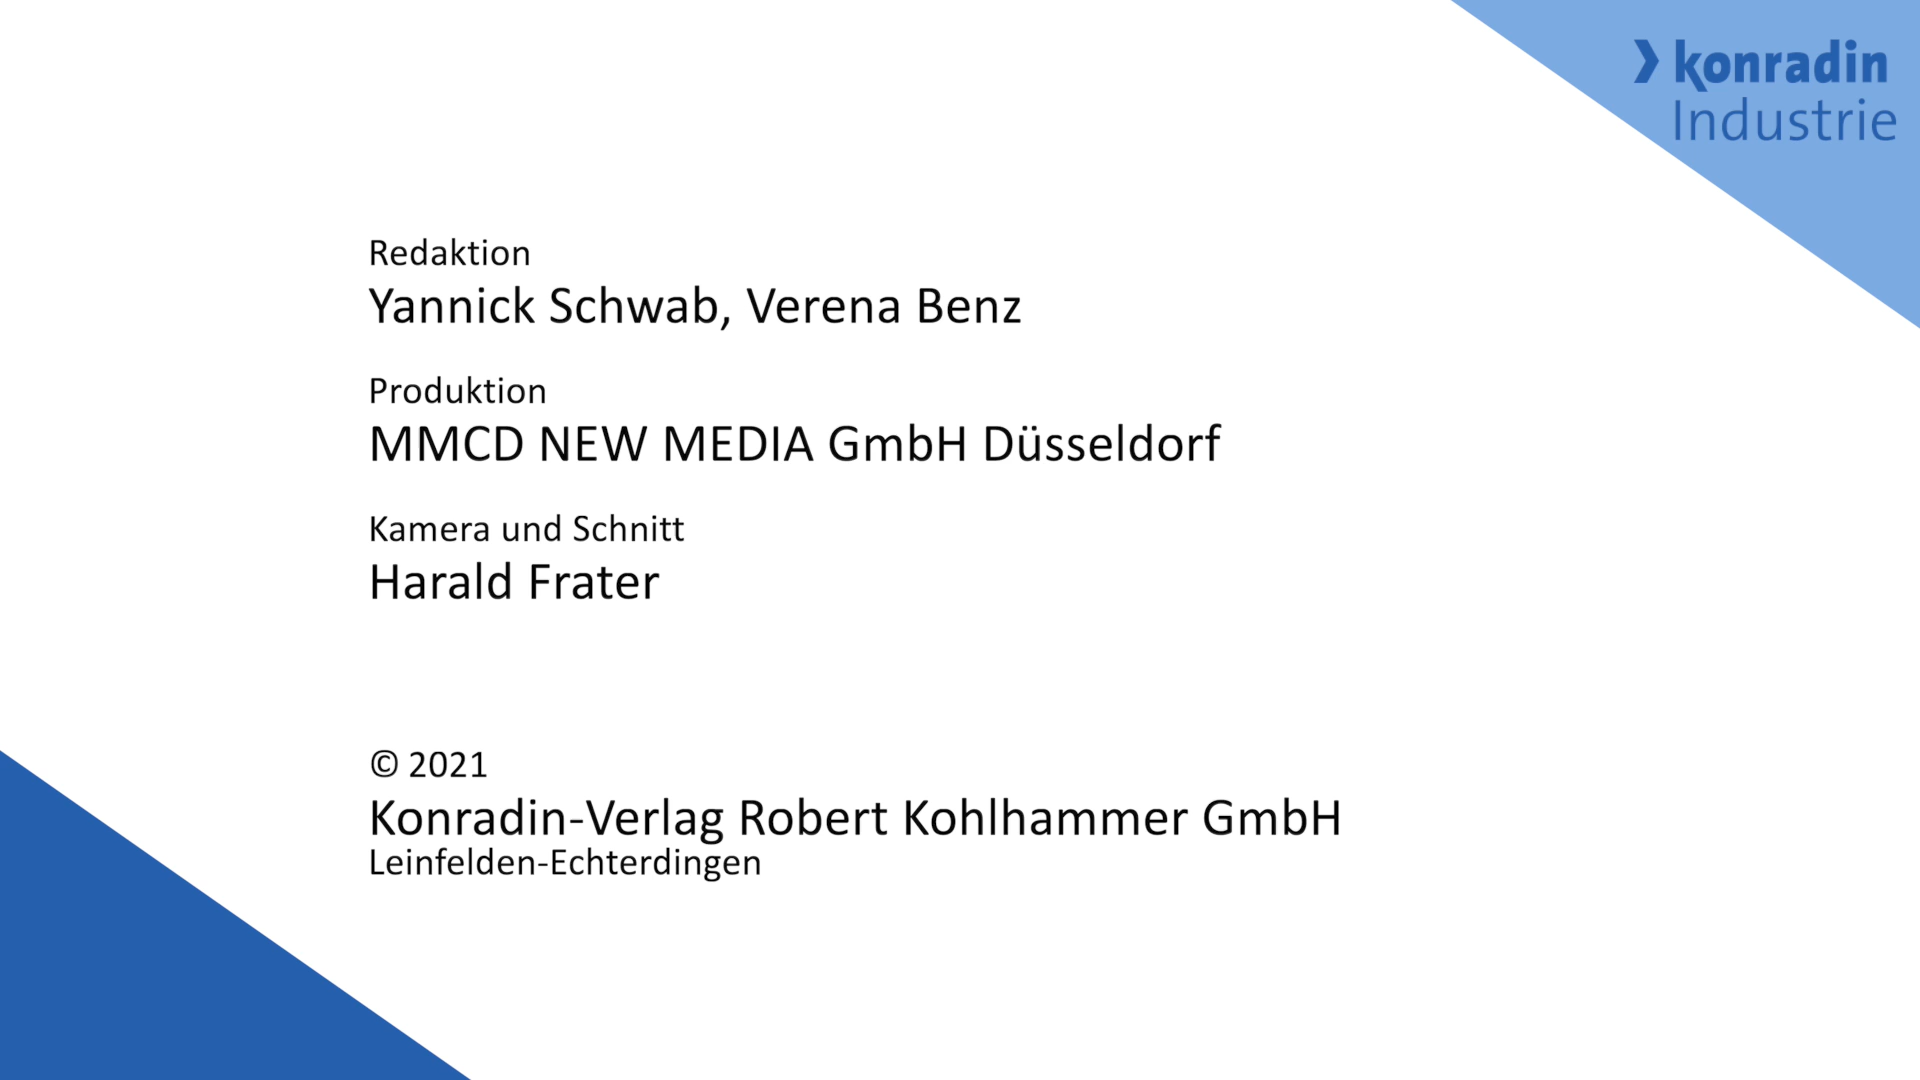 konradin
Industrie
Redaktion
Yannick Schwab, Verena Benz
Produktion
MMCD NEW MEDIA GmbH Düsseldorf
Kamera und Schnitt
Harald Frater
© 2021
Konradin-Verlag Robert Kohlhammer GmbH
Leinfelden-Echterdingen